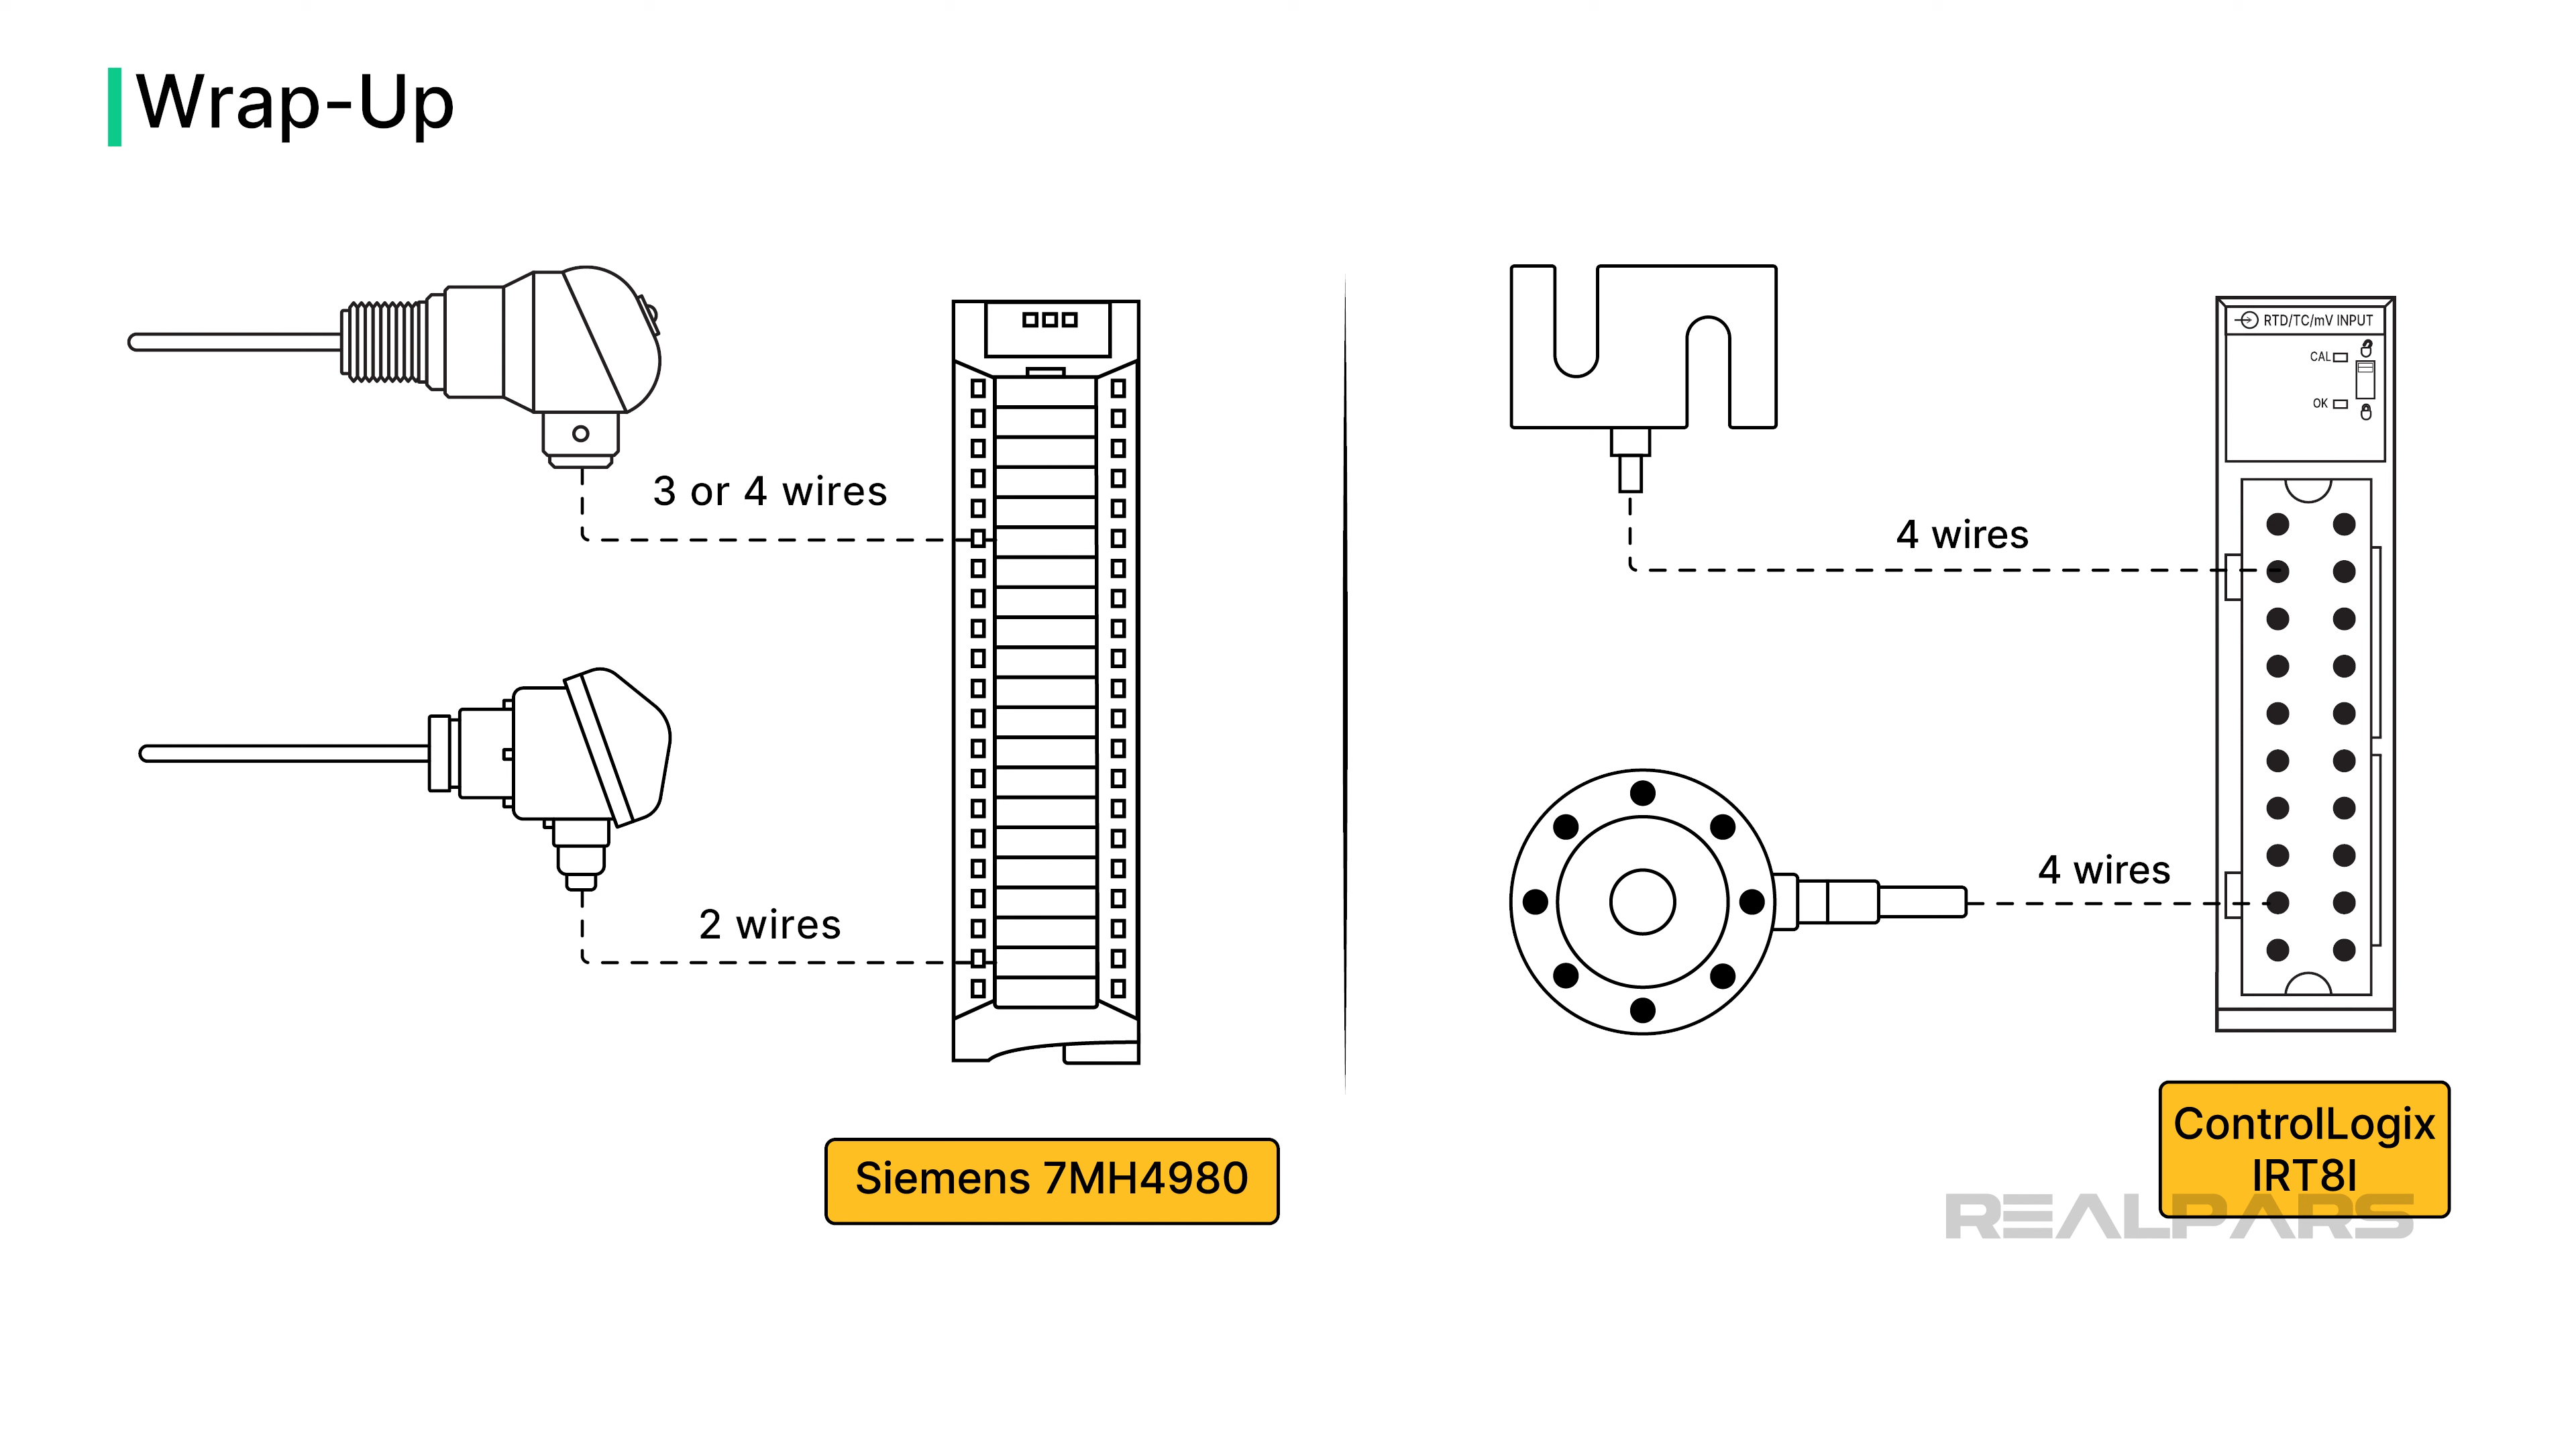 Wrap-Up
3 or 4 wires
2 wires
Siemens 7MH4980
4 wires
4 wires
RTD/TC/mV INPUT
CAL
OK
ControlLogix
IRT8I
REALPARS